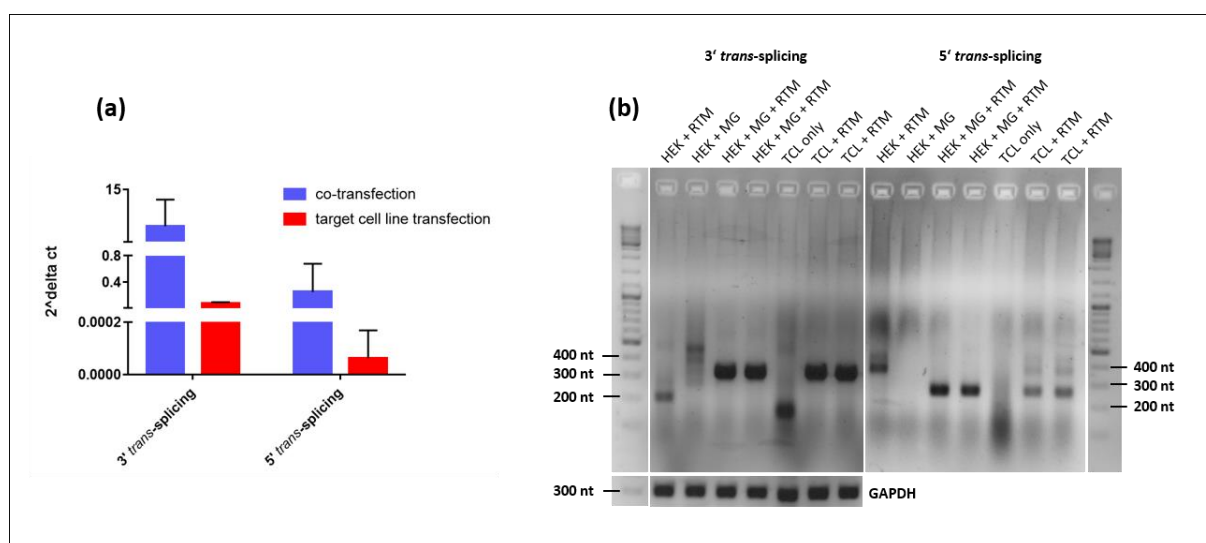 (a)
15
0.8
0.4
0.0002
0.0000
2^delta ct
co-transfection
target cell line transfection
3' trans-splicing
5' trans-splicing
(b)
3‘ trans-splicing
5‘ trans-splicing
HEK + RTM
HEK + MG
HEK + MG + RTM
HEK + MG + RTM
TCL only
TCL + RTM
TCL + RTM
HEK + RTM
HEK + MG
HEK + MG + RTM
HEK + MG + RTM
TCL only
TCL + RTM
TCL + RTM
400 nt
300 nt
200 nt
400 nt
300 nt
200 nt
300 nt
GAPDH